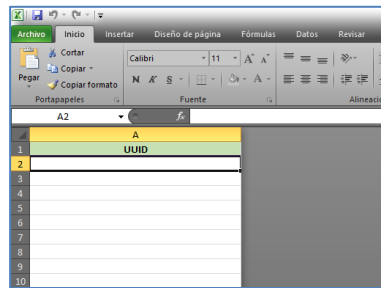 Archivo Inicio Insertar Diseño de página Fórmulas Datos Revisar
Cortar
Copiar
Copiar formato
Pegar
Calibri 11 A A
N K S A
Portapapeles Fuente Alineació
A2 fx
A
1 UUID
2
3
4
5
6
7
8
9
10